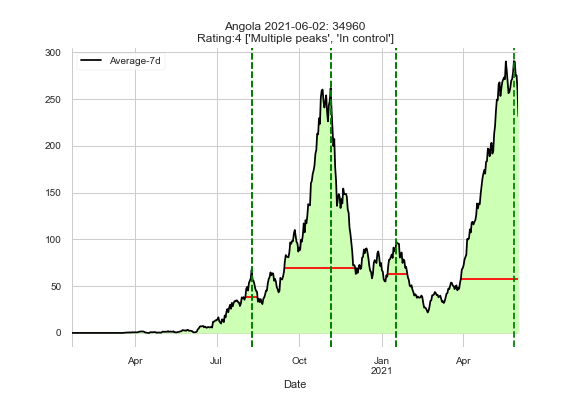 Angola 2021-06-02: 34960
Rating:4 ['Multiple peaks', 'In control']
Average-7d
300
250
200
150
100
50
0
Apr
Jul
Oct
Jan
2021
Apr
Date